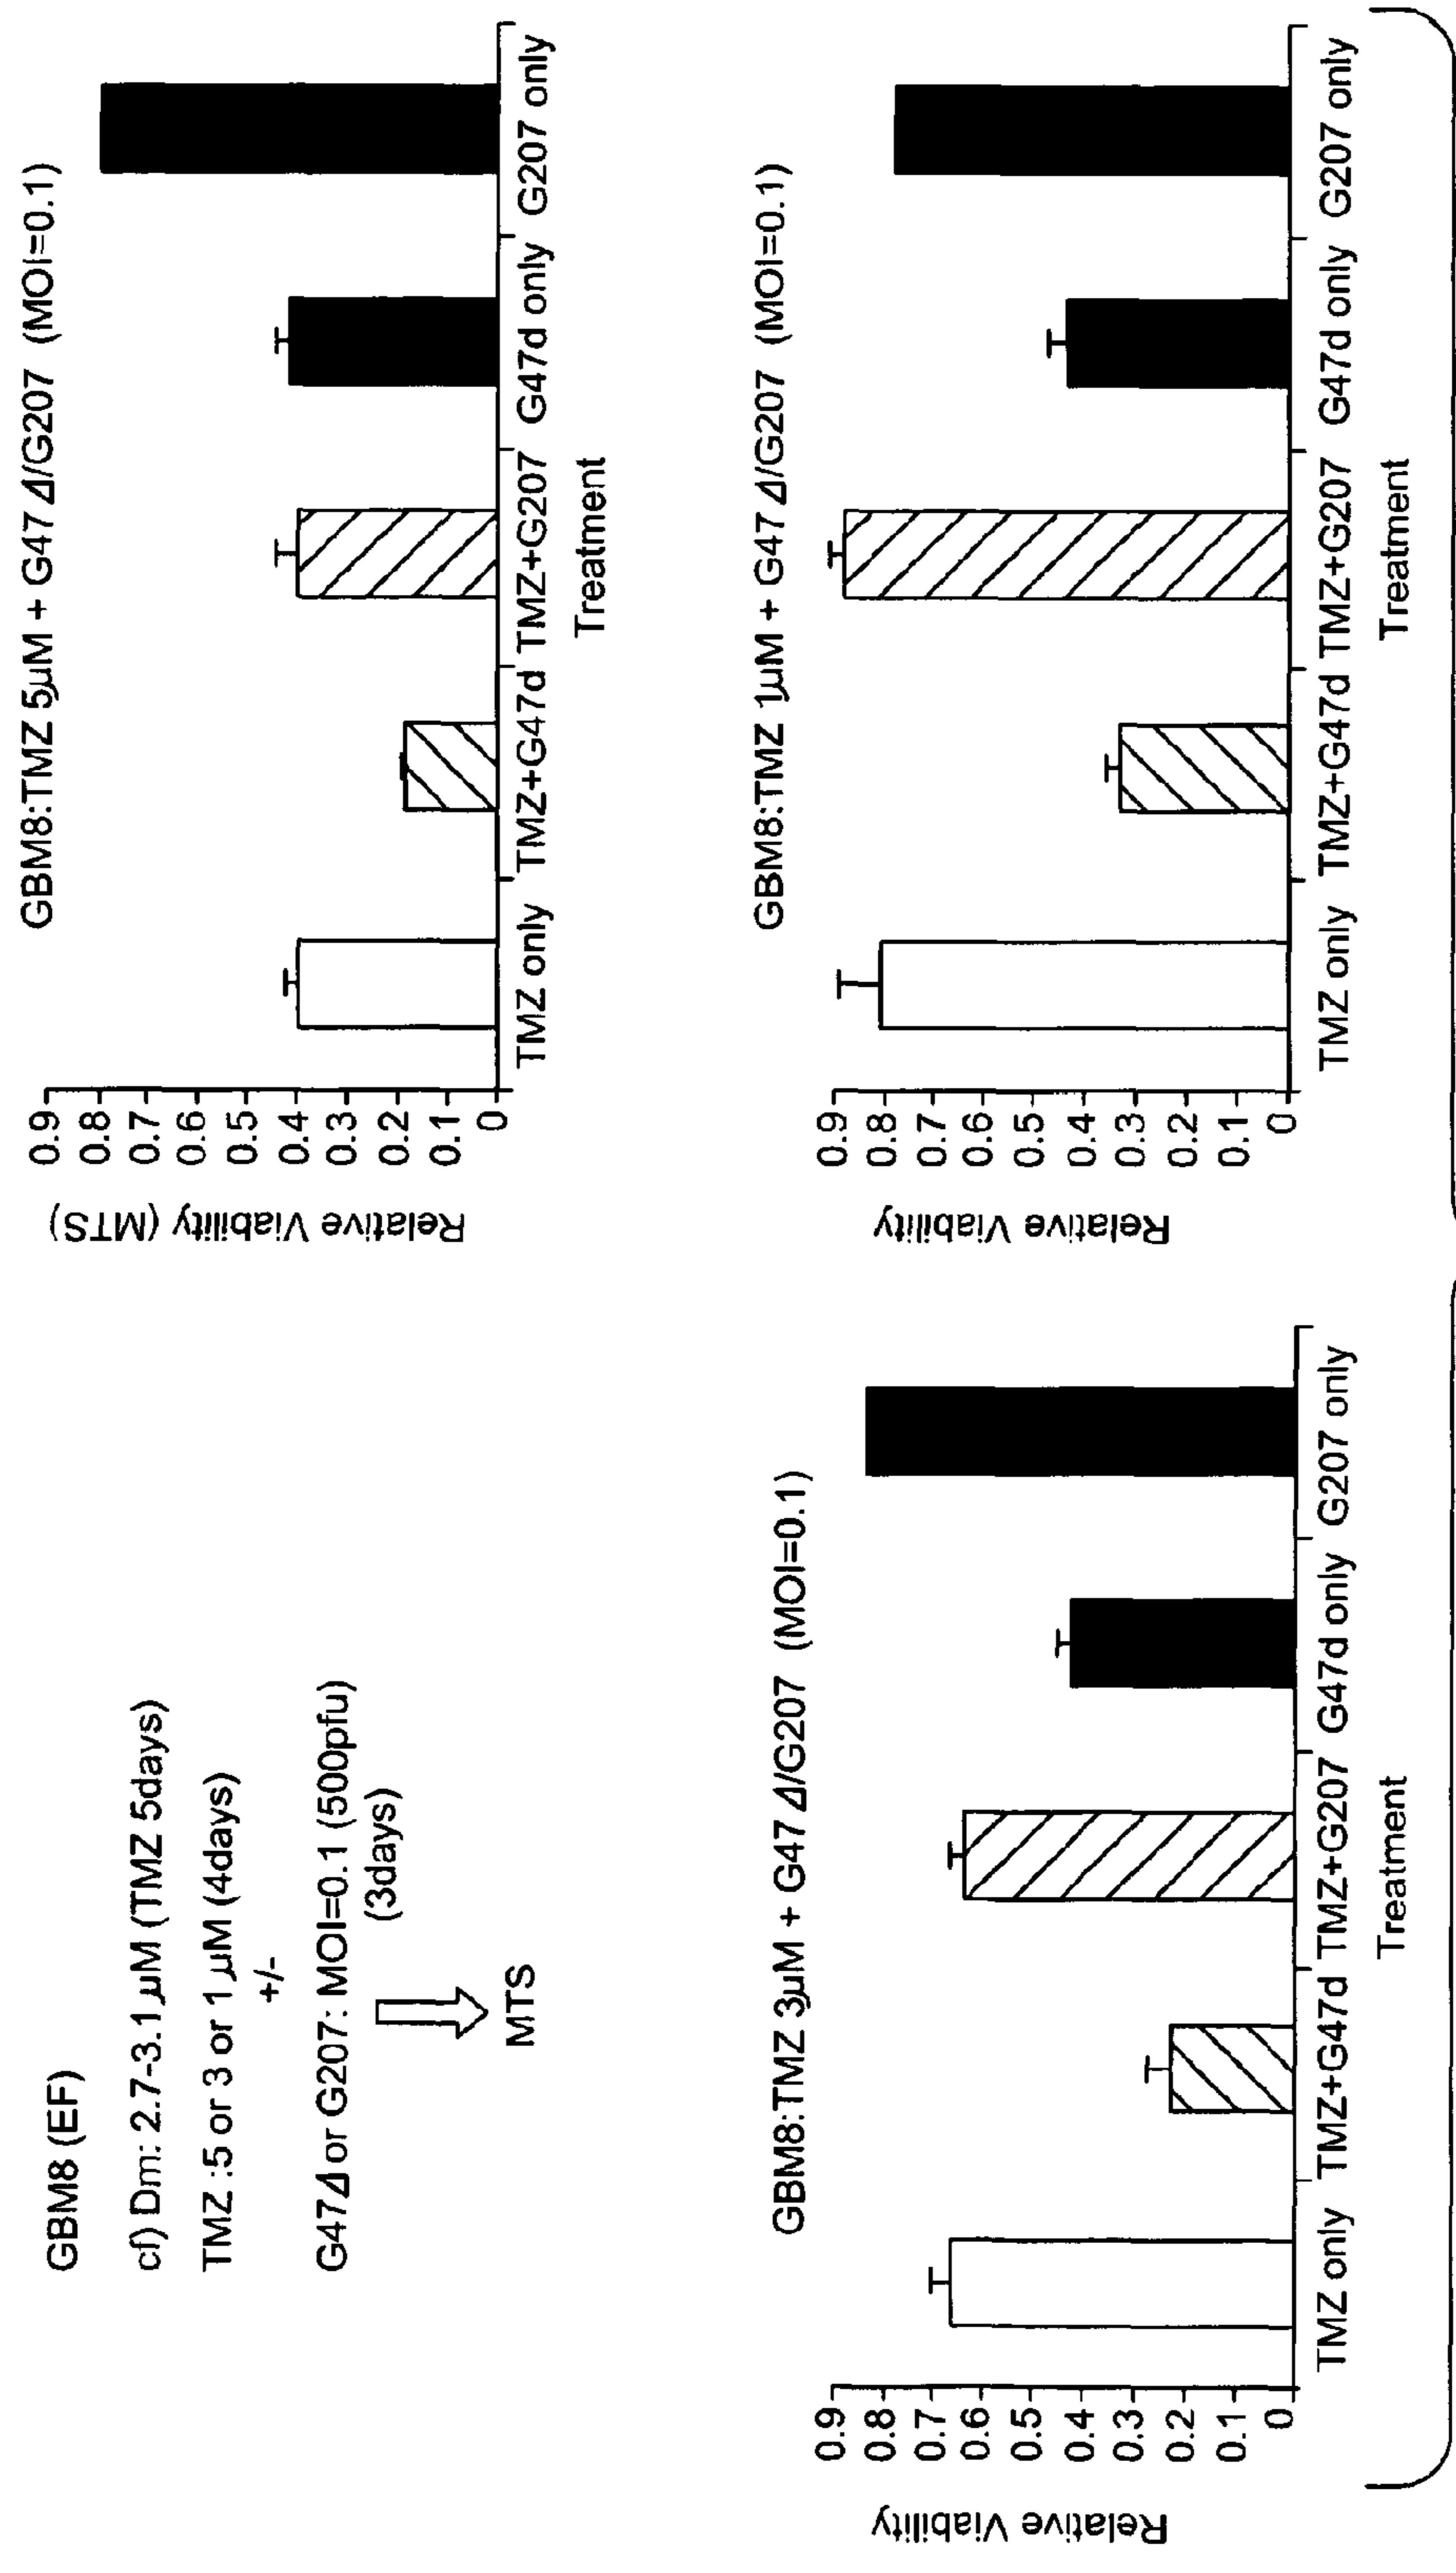 GBM8 (EF)
cf) Dm: 2.7-3.1 µM (TMZ 5days)
TMZ :5 or 3 or 1 µM (4days)
+/-
G47Δ or G207: MOI=0.1 (500pfu)
(3days)
MTS
GBM8:TMZ 5µM + G47 Δ/G207 (MOI=0.1)
Relative Viability (MTS)
0.9
0.8
0.7
0.6
0.5
0.4
0.3
0.2
0.1
0
TMZ only TMZ+G47d TMZ+G207 G47d only G207 only
Treatment
GBM8:TMZ 3µM + G47 Δ/G207 (MOI=0.1)
Relative Viability
0.9
0.8
0.7
0.6
0.5
0.4
0.3
0.2
0.1
0
TMZ only TMZ+G47d TMZ+G207 G47d only G207 only
Treatment
GBM8:TMZ 1µM + G47 Δ/G207 (MOI=0.1)
Relative Viability
0.9
0.8
0.7
0.6
0.5
0.4
0.3
0.2
0.1
0
TMZ only TMZ+G47d TMZ+G207 G47d only G207 only
Treatment